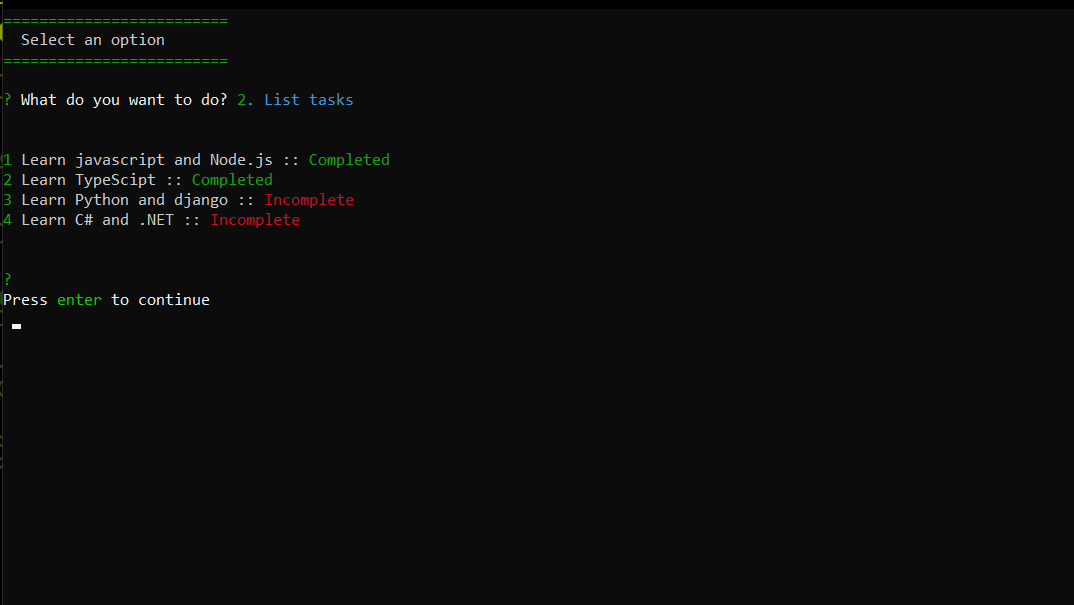 =========================
Select an option
=========================
? What do you want to do? 2. List tasks
1 Learn javascript and Node.js :: Completed
2 Learn TypeScipt :: Completed
3 Learn Python and django :: Incomplete
4 Learn C# and .NET :: Incomplete
?
Press enter to continue